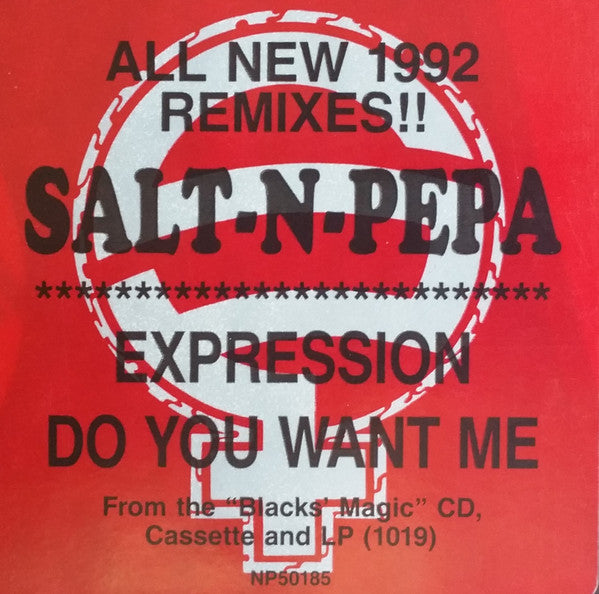 ALL NEW 1992
REMIXES!!
SALT-N-PEPA
***************************
EXPRESSION
DO YOU WANT ME
From the "Blacks' Magic" CD,
Cassette and LP (1019)
NP50185